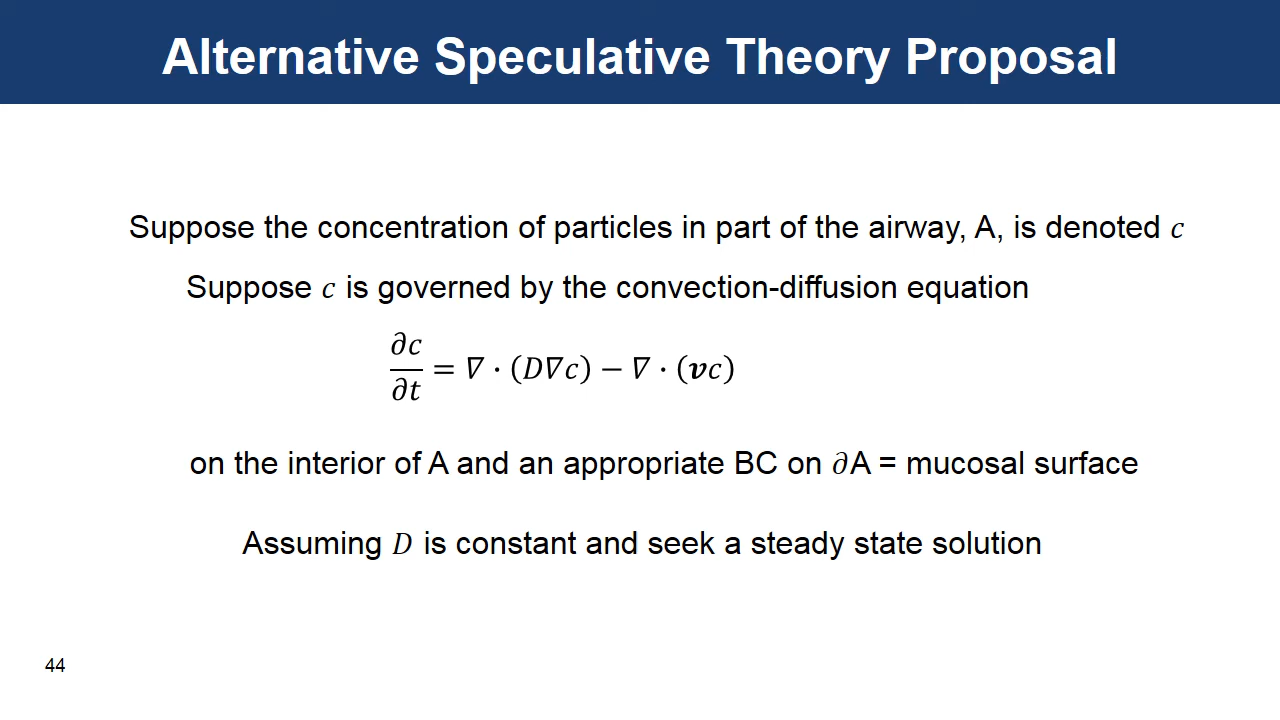 Alternative Speculative Theory Proposal
Suppose the concentration of particles in part of the airway, A, is denoted 𝑐
Suppose 𝑐 is governed by the convection-diffusion equation
∂𝑐/∂𝑡 = ∇ · (𝐷∇𝑐) − ∇ · (𝒗𝑐)
on the interior of A and an appropriate BC on ∂A = mucosal surface
Assuming 𝐷 is constant and seek a steady state solution
44